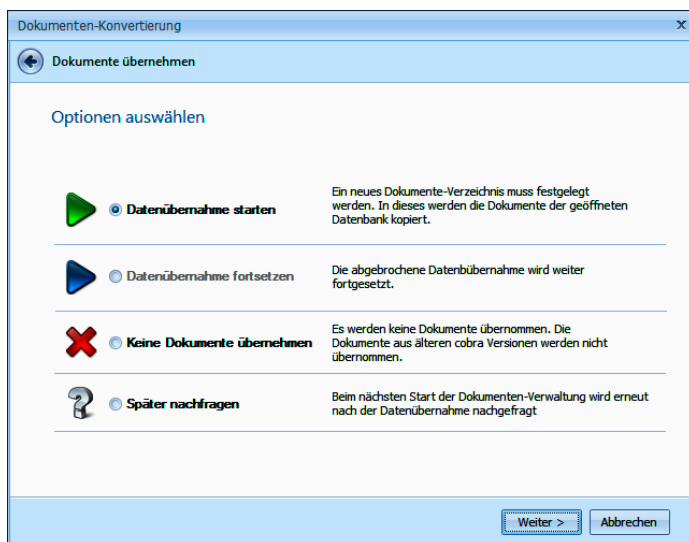 Dokumenten-Konvertierung x
Dokumente übernehmen
Optionen auswählen
Datenübernahme starten
Ein neues Dokumente-Verzeichnis muss festgelegt
werden. In dieses werden die Dokumente der geöffneten
Datenbank kopiert.
Datenübernahme fortsetzen
Die abgebrochene Datenbübernahme wird weiter
fortgesetzt.
Keine Dokumente übernehmen
Es werden keine Dokumente übernommen. Die
Dokumente aus älteren cobra Versionen werden nicht
übernommen.
Später nachfragen
Beim nächsten Start der Dokumenten-Verwaltung wird erneut
nach der Datenübernahme nachgefragt
Weiter > Abbrechen